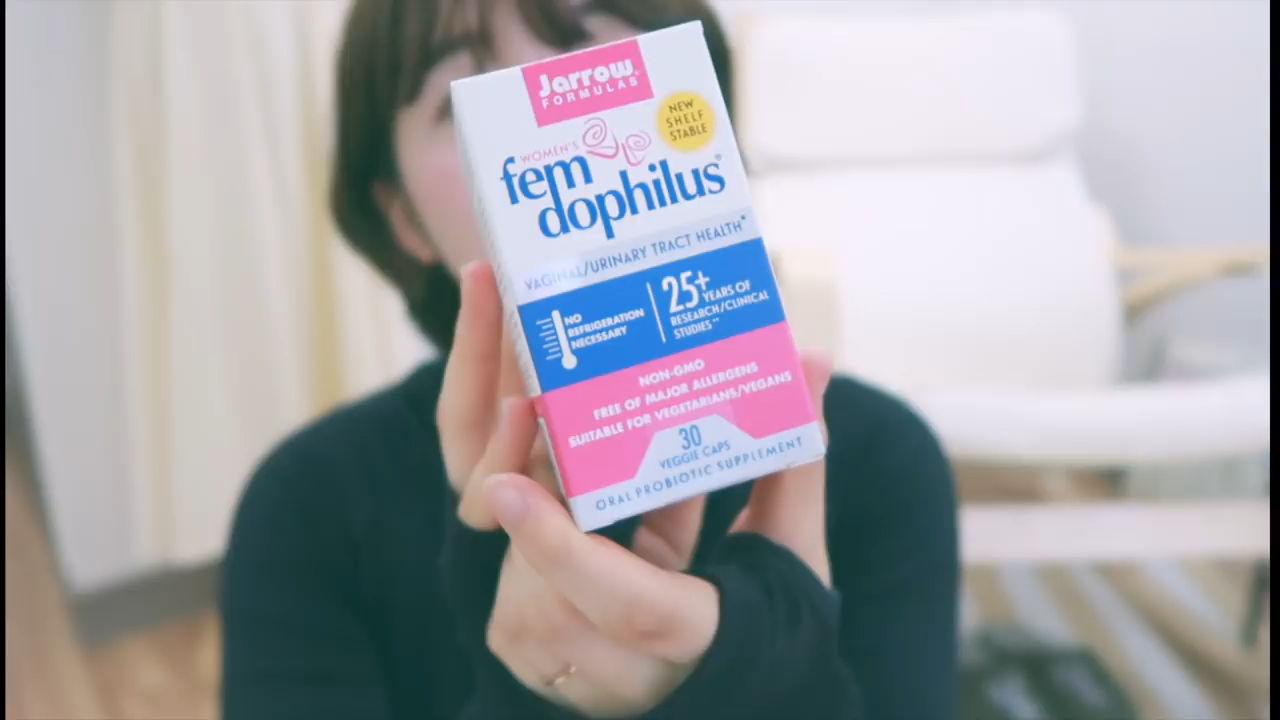 Jarrow
FORMULAS®
NEW
SHELF
STABLE
WOMEN'S
fem
dophilus®
VAGINAL/URINARY TRACT HEALTH*
NO
REFRIGERATION
NECESSARY
25+ YEARS OF
RESEARCH/CLINICAL
STUDIES**
NON-GMO
FREE OF MAJOR ALLERGENS
SUITABLE FOR VEGETARIANS/VEGANS
30
VEGGIE CAPS
ORAL PROBIOTIC SUPPLEMENT